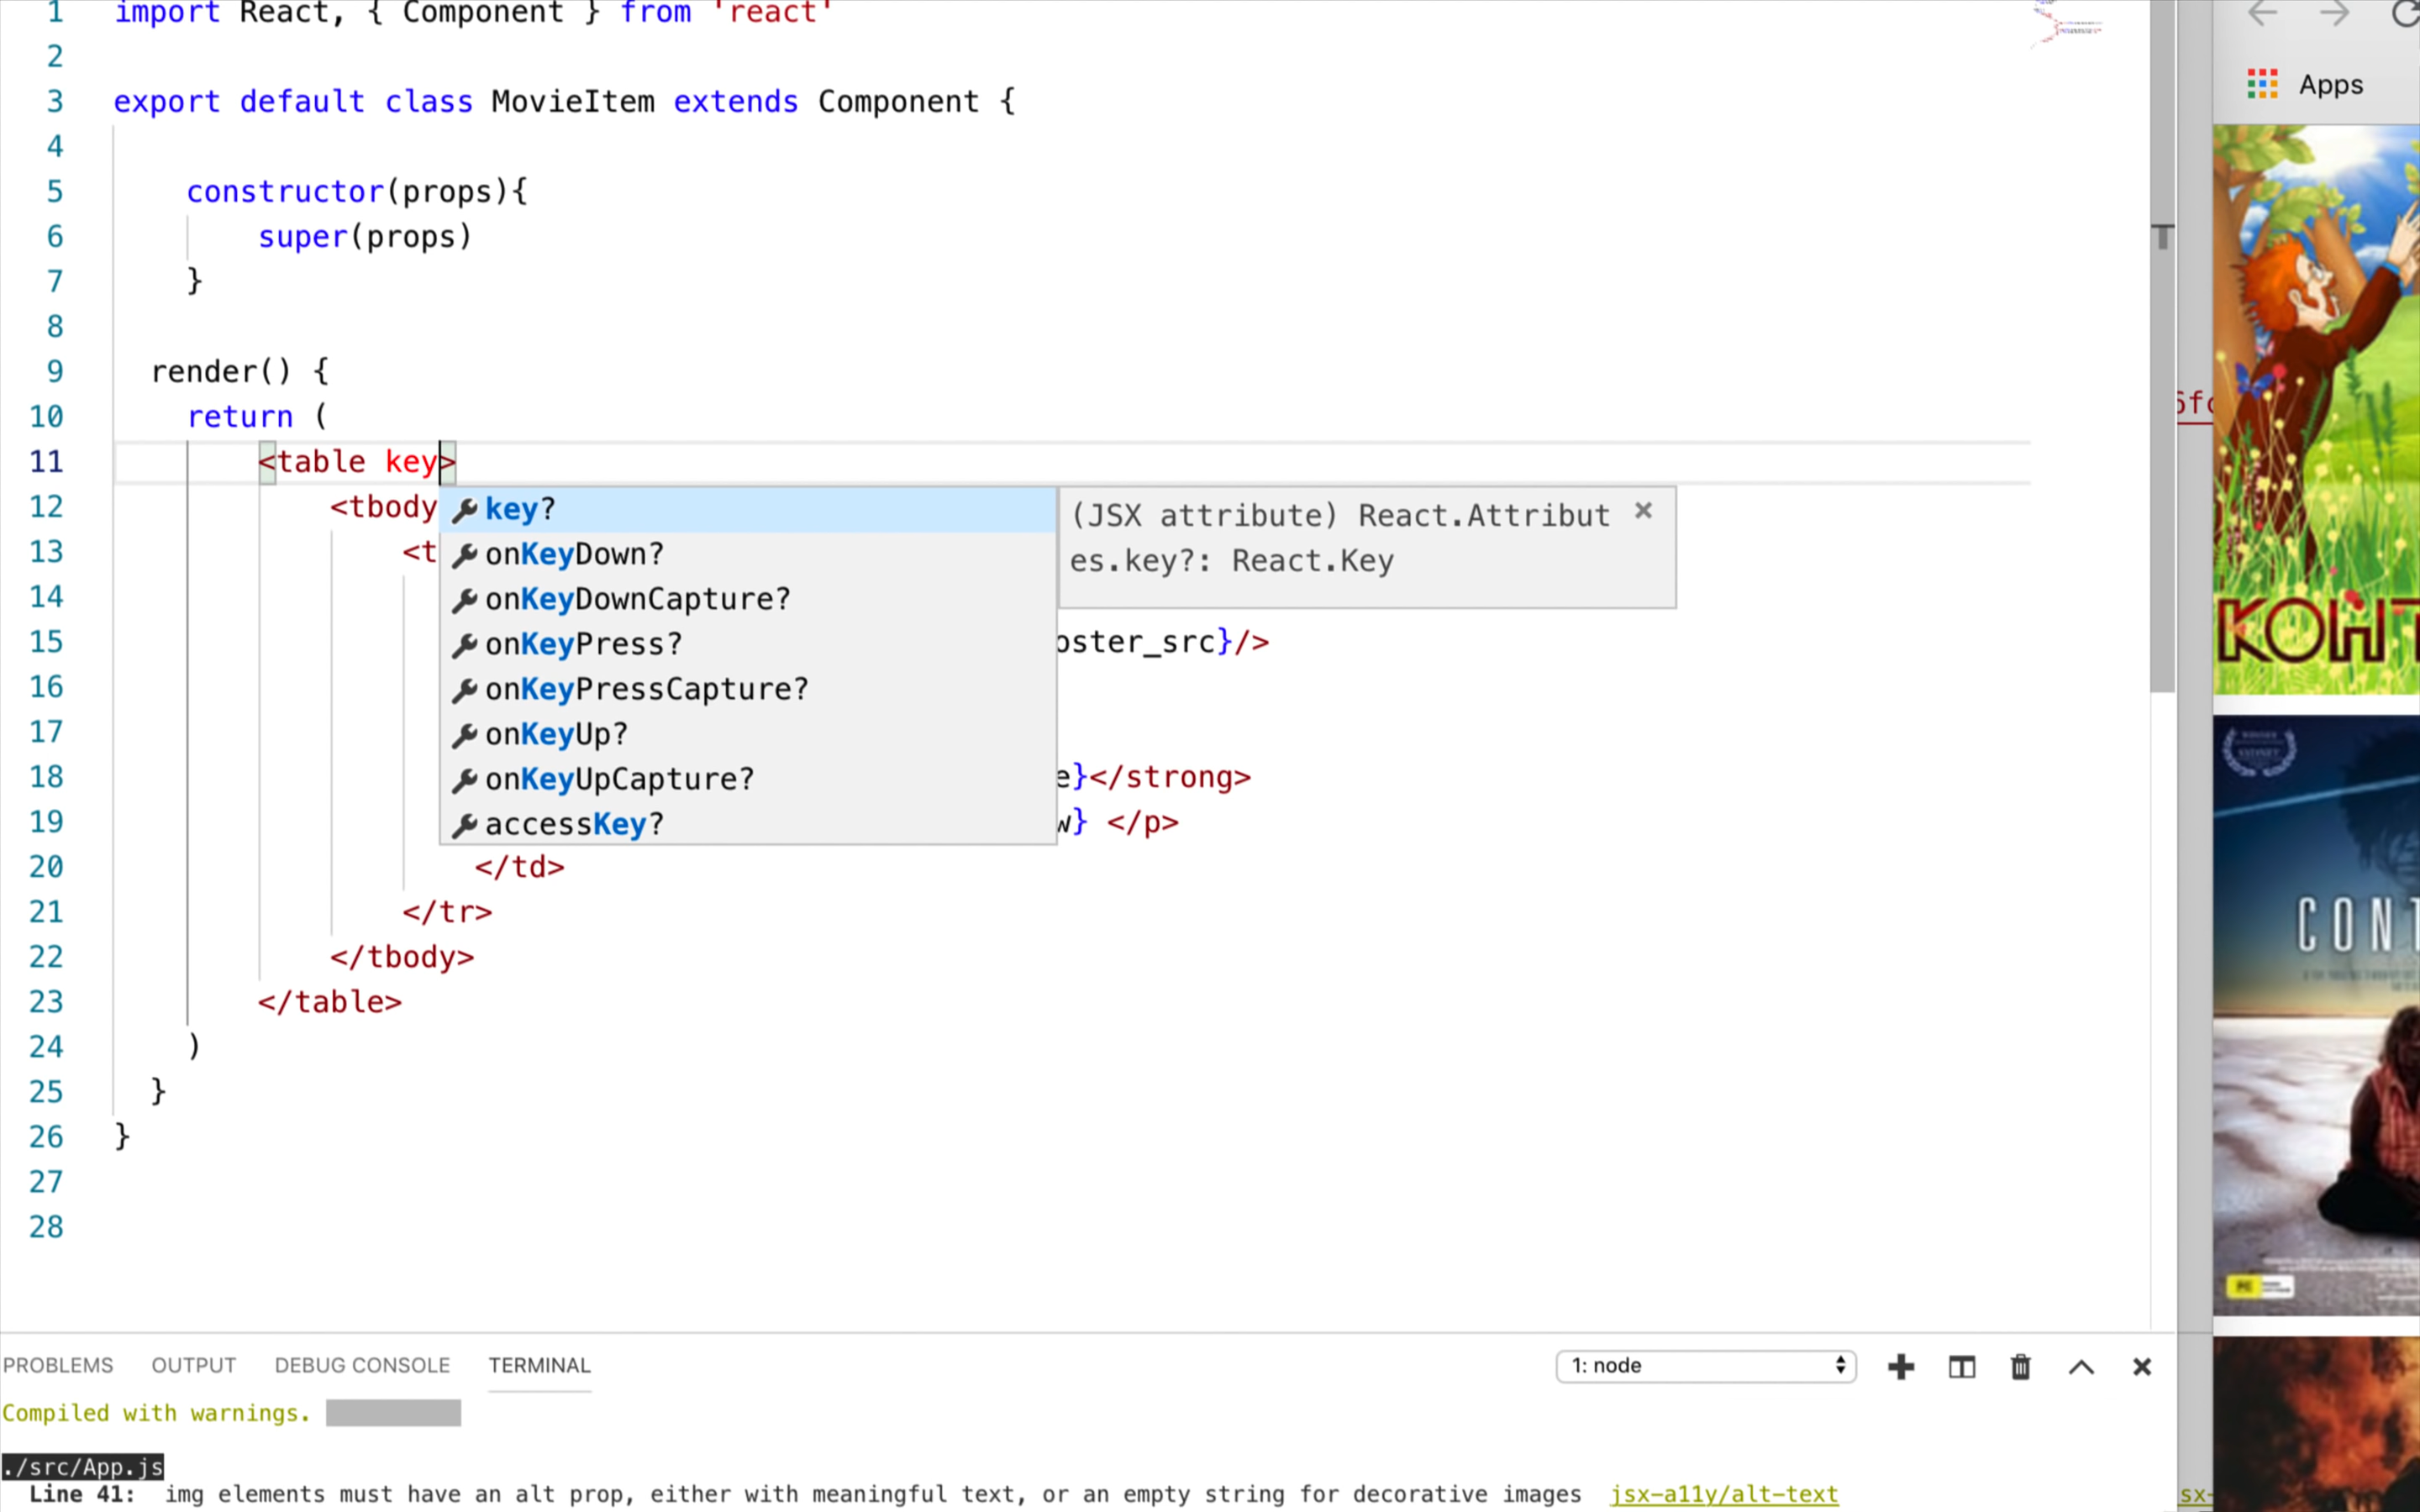 1 import React, { Component } from 'react'
2
3 export default class MovieItem extends Component {
4
5 constructor(props){
6 super(props)
7 }
8
9 render() {
10 return (
11 <table key>
12 <tbody
13 <t
14
15 oster_src}/>
16
17
18 e}</strong>
19 w} </p>
20 </td>
21 </tr>
22 </tbody>
23 </table>
24 )
25 }
26 }
27
28
key?
onKeyDown?
onKeyDownCapture?
onKeyPress?
onKeyPressCapture?
onKeyUp?
onKeyUpCapture?
accessKey?
(JSX attribute) React.Attribut
es.key?: React.Key
T
Apps
КОНТ
CONT
PROBLEMS OUTPUT DEBUG CONSOLE TERMINAL 1: node
Compiled with warnings.
./src/App.js
Line 41: img elements must have an alt prop, either with meaningful text, or an empty string for decorative images jsx-a11y/alt-text
sx-